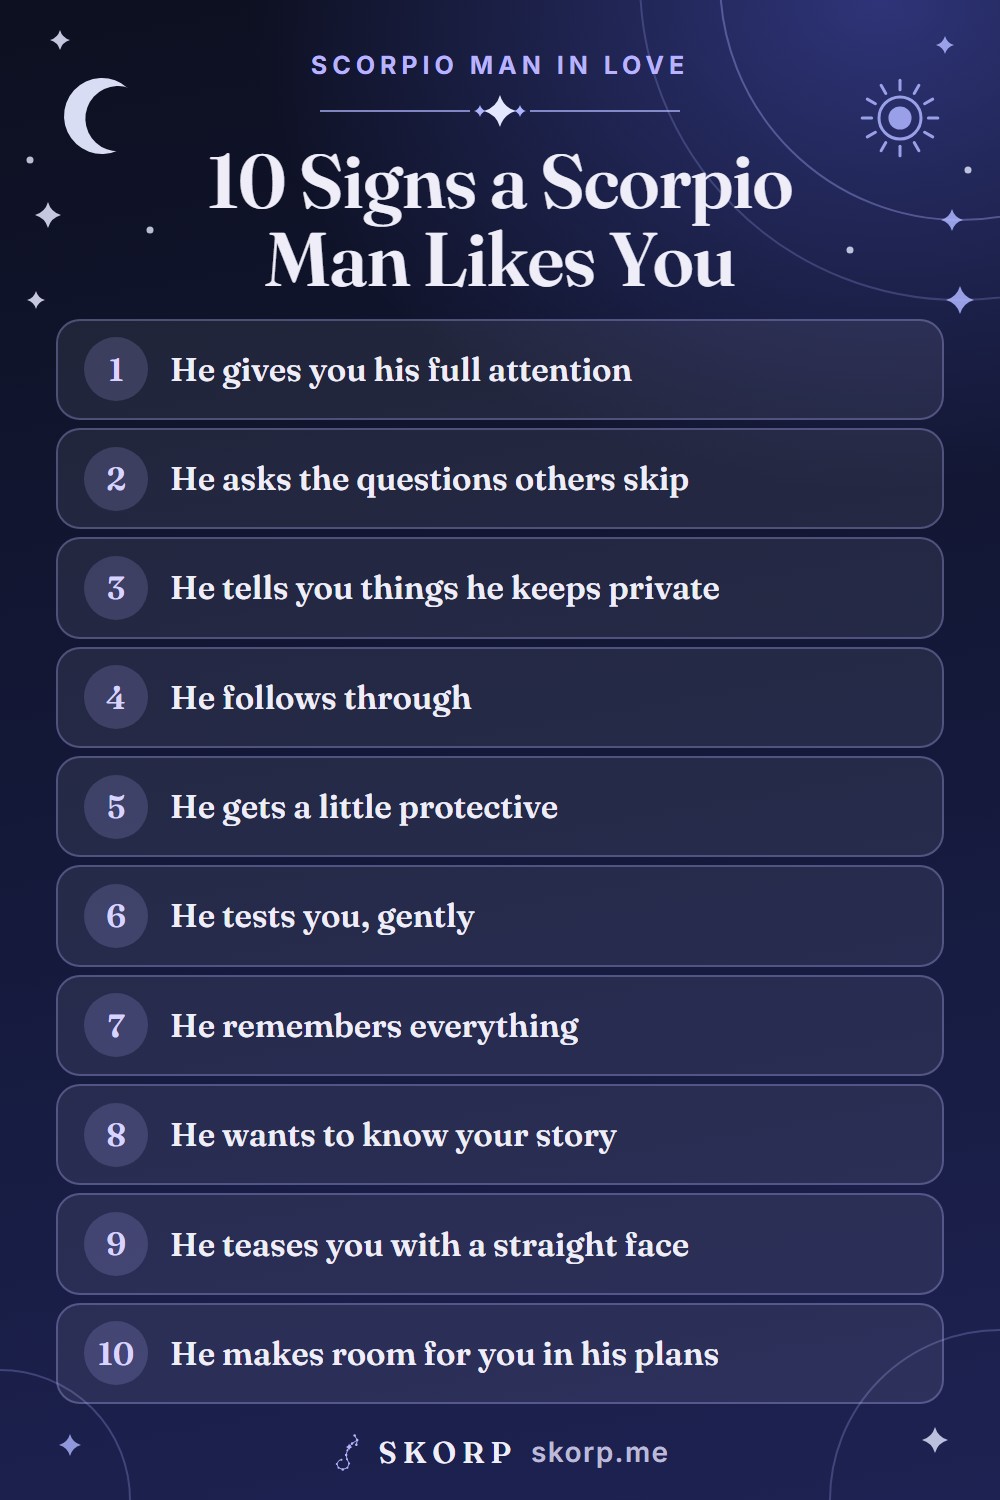 SCORPIO MAN IN LOVE
10 Signs a Scorpio
Man Likes You
1 He gives you his full attention
2 He asks the questions others skip
3 He tells you things he keeps private
4 He follows through
5 He gets a little protective
6 He tests you, gently
7 He remembers everything
8 He wants to know your story
9 He teases you with a straight face
10 He makes room for you in his plans
SKORP skorp.me